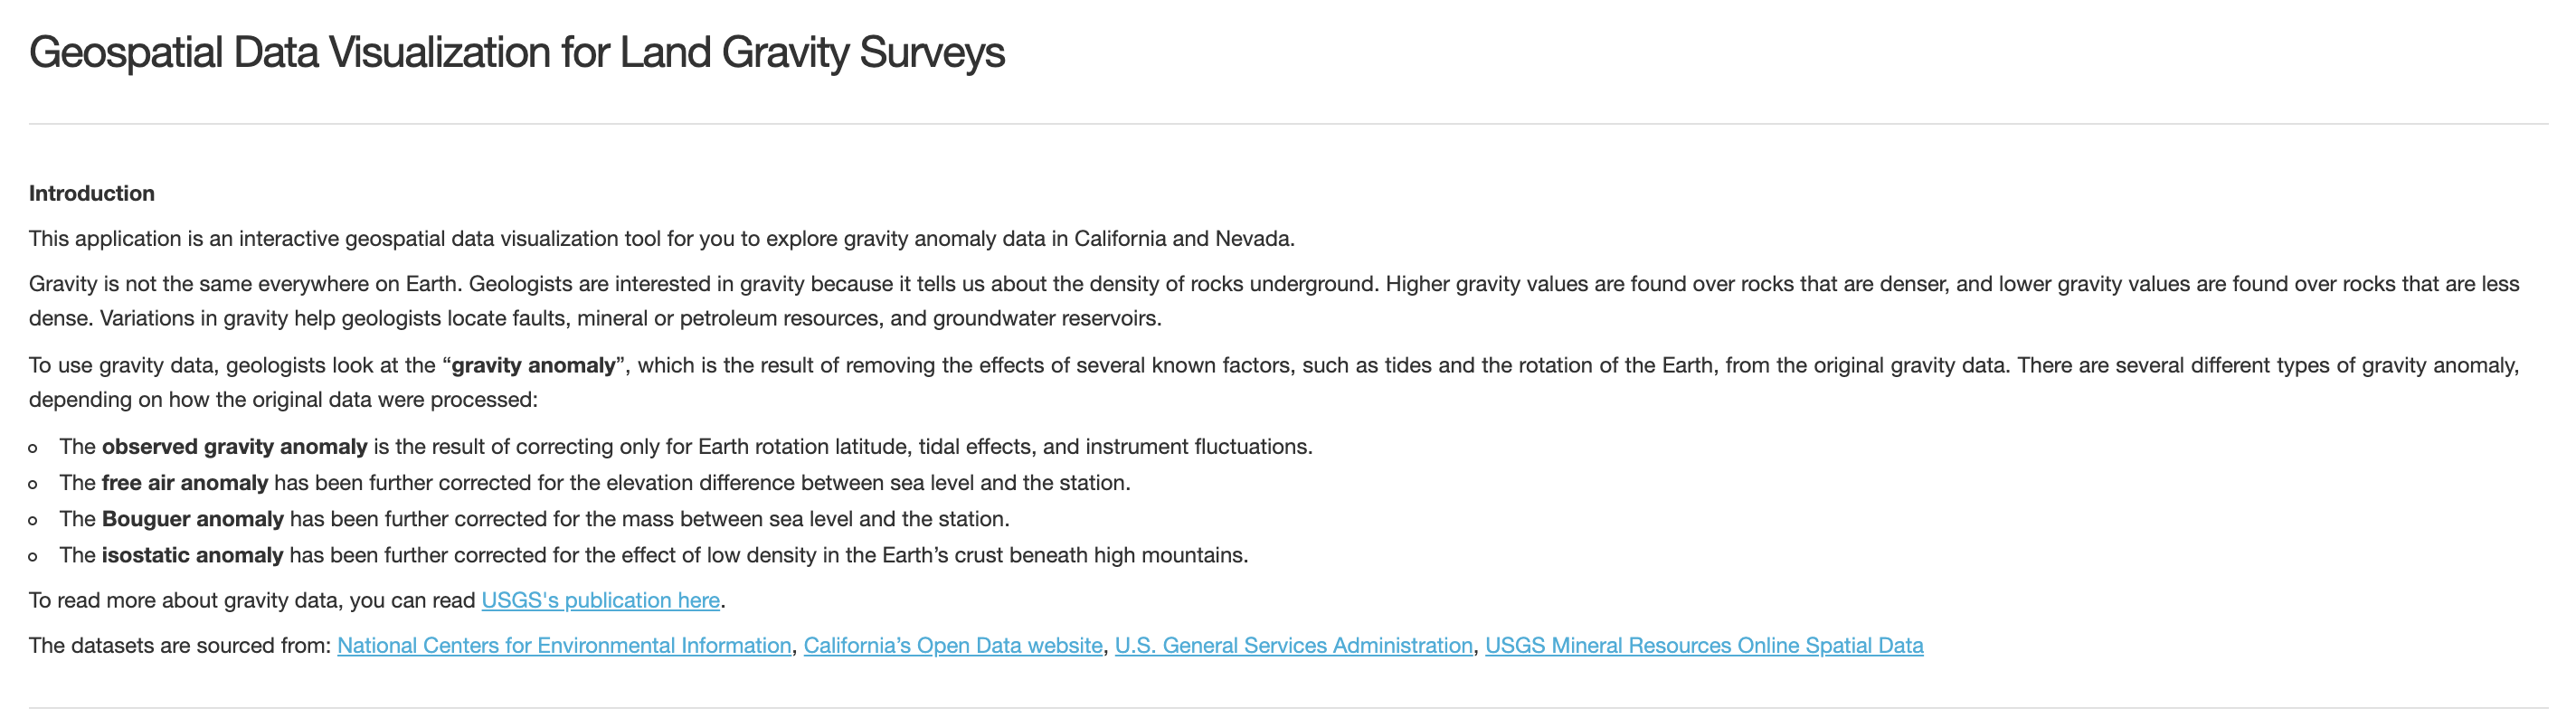 Geospatial Data Visualization for Land Gravity Surveys
Introduction
This application is an interactive geospatial data visualization tool for you to explore gravity anomaly data in California and Nevada.
Gravity is not the same everywhere on Earth. Geologists are interested in gravity because it tells us about the density of rocks underground. Higher gravity values are found over rocks that are denser, and lower gravity values are found over rocks that are less
dense. Variations in gravity help geologists locate faults, mineral or petroleum resources, and groundwater reservoirs.
To use gravity data, geologists look at the “gravity anomaly”, which is the result of removing the effects of several known factors, such as tides and the rotation of the Earth, from the original gravity data. There are several different types of gravity anomaly,
depending on how the original data were processed:
The observed gravity anomaly is the result of correcting only for Earth rotation latitude, tidal effects, and instrument fluctuations.
The free air anomaly has been further corrected for the elevation difference between sea level and the station.
The Bouguer anomaly has been further corrected for the mass between sea level and the station.
The isostatic anomaly has been further corrected for the effect of low density in the Earth’s crust beneath high mountains.
To read more about gravity data, you can read USGS's publication here.
The datasets are sourced from: National Centers for Environmental Information, California’s Open Data website, U.S. General Services Administration, USGS Mineral Resources Online Spatial Data